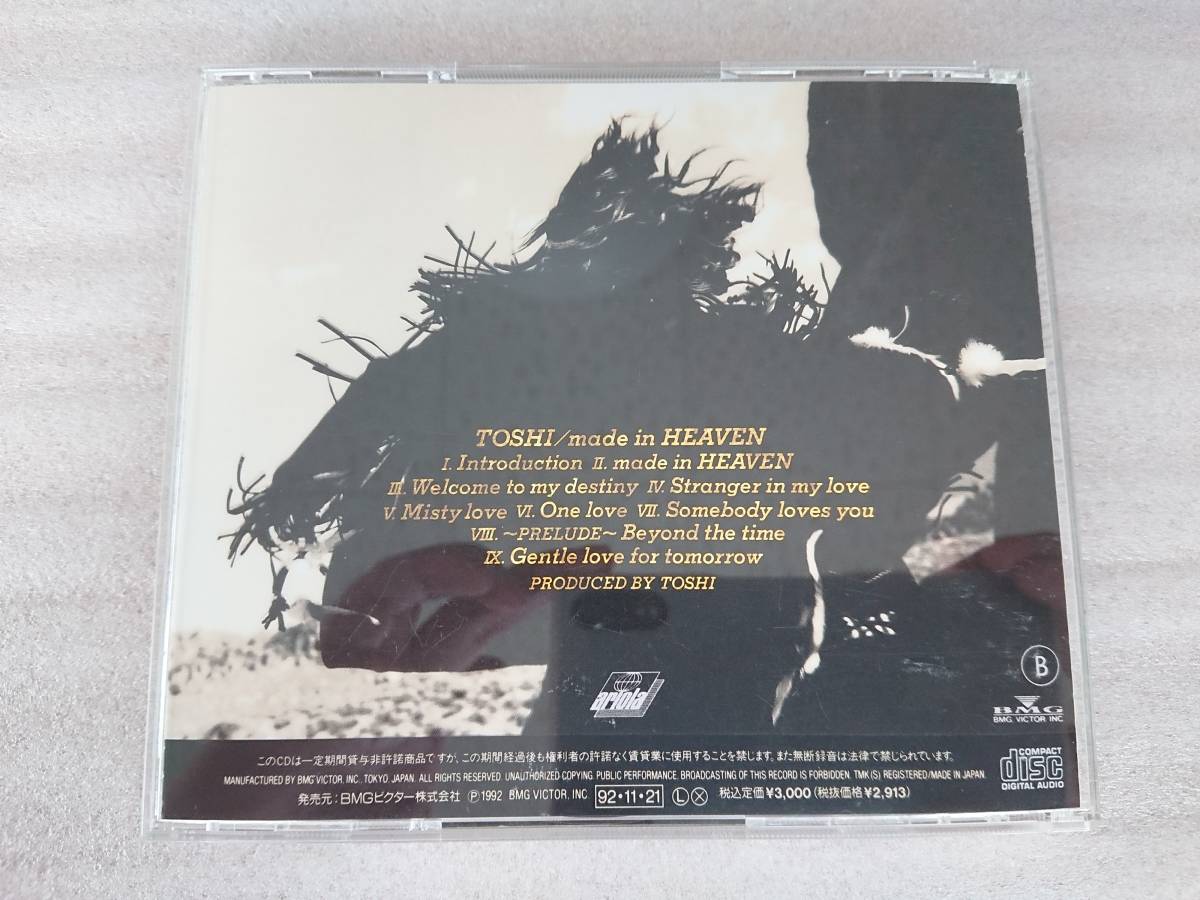 TOSHI/made in HEAVEN
I. Introduction II. made in HEAVEN
III. Welcome to my destiny IV. Stranger in my love
V. Misty love VI. One love VII. Somebody loves you
VIII. ~PRELUDE~ Beyond the time
IX. Gentle love for tomorrow
PRODUCED BY TOSHI
ariola
B
BMG
BMG VICTOR INC
このCDは一定期間貸与非許諾商品ですが、この期間経過後も権利者の許諾なく賃貸業に使用することを禁じます。また無断録音は法律で禁じられています。
MANUFACTURED BY BMG VICTOR, INC., TOKYO, JAPAN. ALL RIGHTS RESERVED. UNAUTHORIZED COPYING. PUBLIC PERFORMANCE. BROADCASTING OF THIS RECORD IS FORBIDDEN. TMK (S) REGISTERED/MADE IN JAPAN.
発売元:BMGビクター株式会社 Ⓟ1992 BMG VICTOR, INC 92・11・21 Ⓛ Ⓧ 税込定価¥3,000(税抜価格¥2,913)
COMPACT
disc
DIGITAL AUDIO